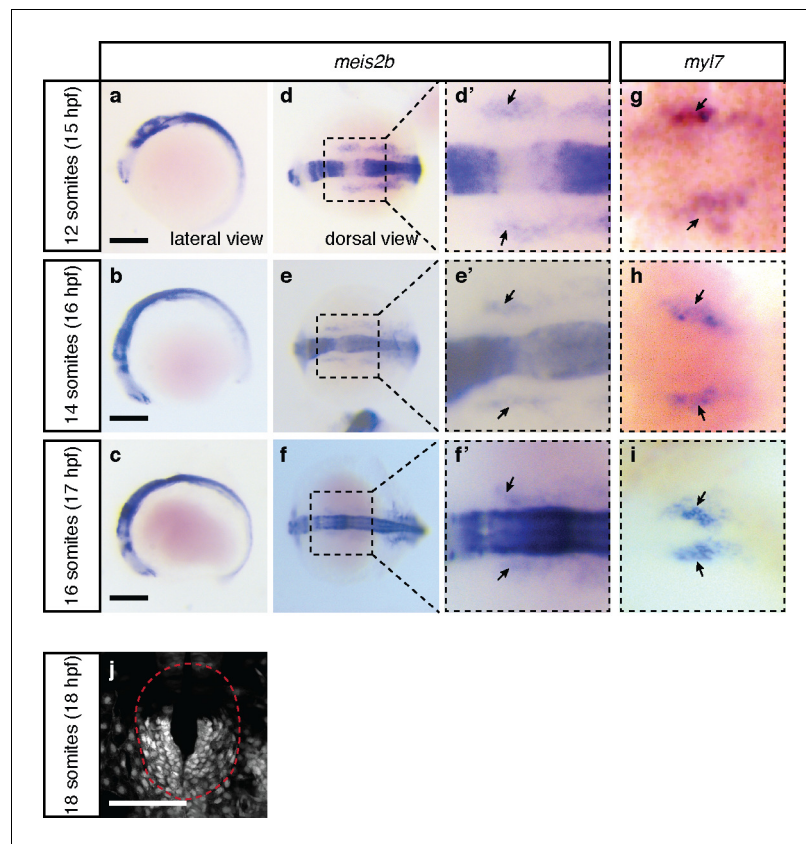 meis2b
myl7
12 somites (15 hpf)
a
lateral view
d
dorsal view
d’
g
14 somites (16 hpf)
b
e
e’
h
16 somites (17 hpf)
c
f
f’
i
18 somites (18 hpf)
j